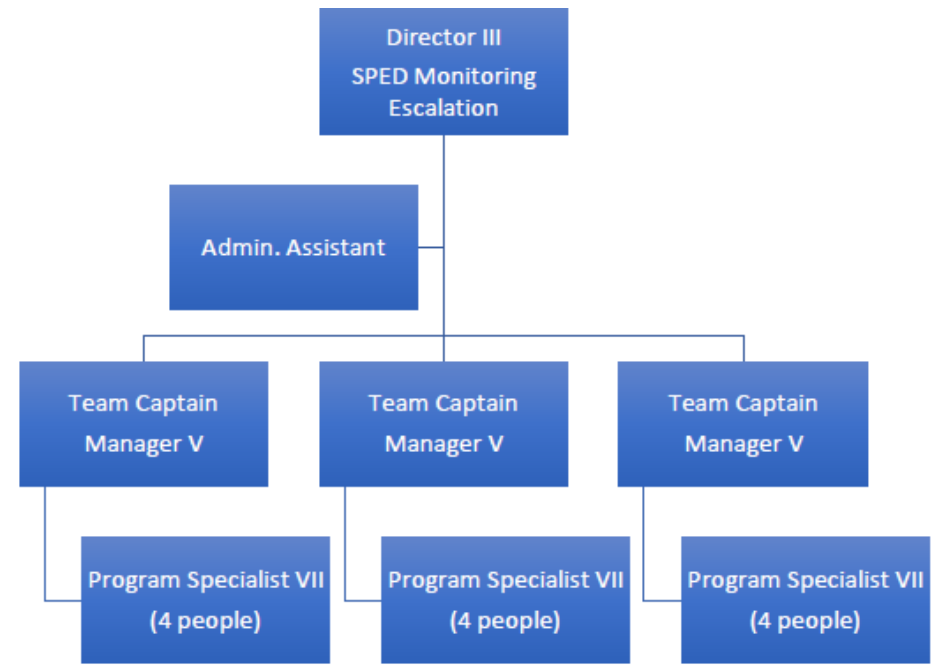 Director III
SPED Monitoring
Escalation
Admin. Assistant
Team Captain
Manager V
Team Captain
Manager V
Team Captain
Manager V
Program Specialist VII
(4 people)
Program Specialist VII
(4 people)
Program Specialist VII
(4 people)